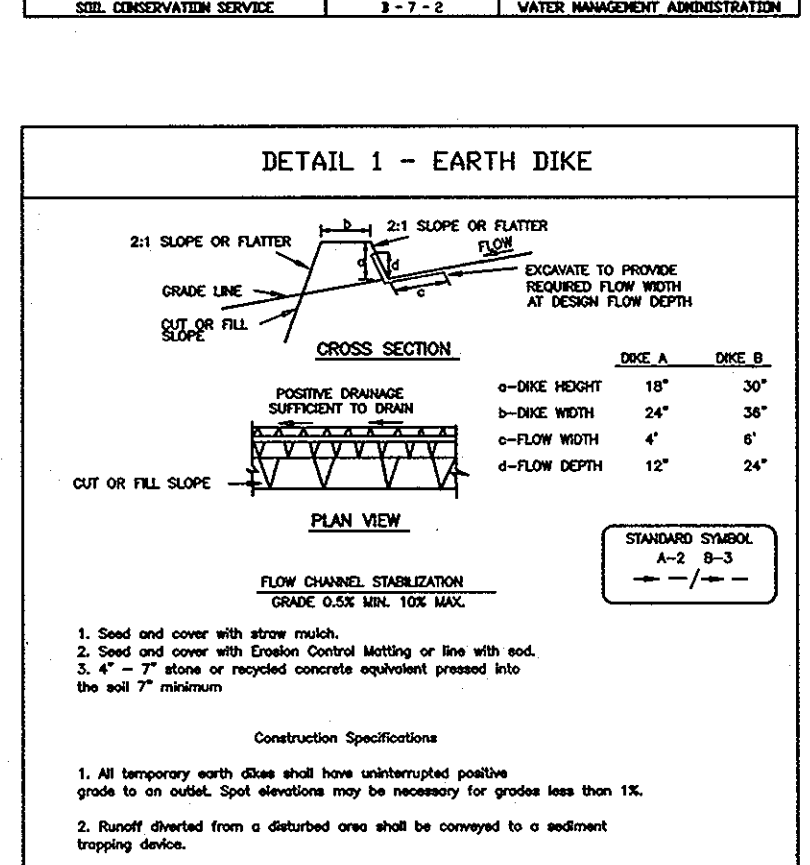 SOIL CONSERVATION SERVICE
3 - 7 - 2
WATER MANAGEMENT ADMINISTRATION
DETAIL 1 - EARTH DIKE
b
2:1 SLOPE OR FLATTER
2:1 SLOPE OR FLATTER
FLOW
a
d
c
EXCAVATE TO PROVIDE
REQUIRED FLOW WIDTH
AT DESIGN FLOW DEPTH
GRADE LINE
CUT OR FILL
SLOPE
CROSS SECTION
DIKE A DIKE B
a-DIKE HEIGHT 18" 30"
b-DIKE WIDTH 24" 36"
c-FLOW WIDTH 4' 6'
d-FLOW DEPTH 12" 24"
POSITIVE DRAINAGE
SUFFICIENT TO DRAIN
CUT OR FILL SLOPE
PLAN VIEW
STANDARD SYMBOL
A-2 B-3
/
FLOW CHANNEL STABILIZATION
GRADE 0.5% MIN. 10% MAX.
1. Seed and cover with straw mulch.
2. Seed and cover with Erosion Control Matting or line with sod.
3. 4" - 7" stone or recycled concrete equivalent pressed into
the soil 7" minimum
Construction Specifications
1. All temporary earth dikes shall have uninterrupted positive
grade to an outlet. Spot elevations may be necessary for grades less than 1%.
2. Runoff diverted from a disturbed area shall be conveyed to a sediment
trapping device.